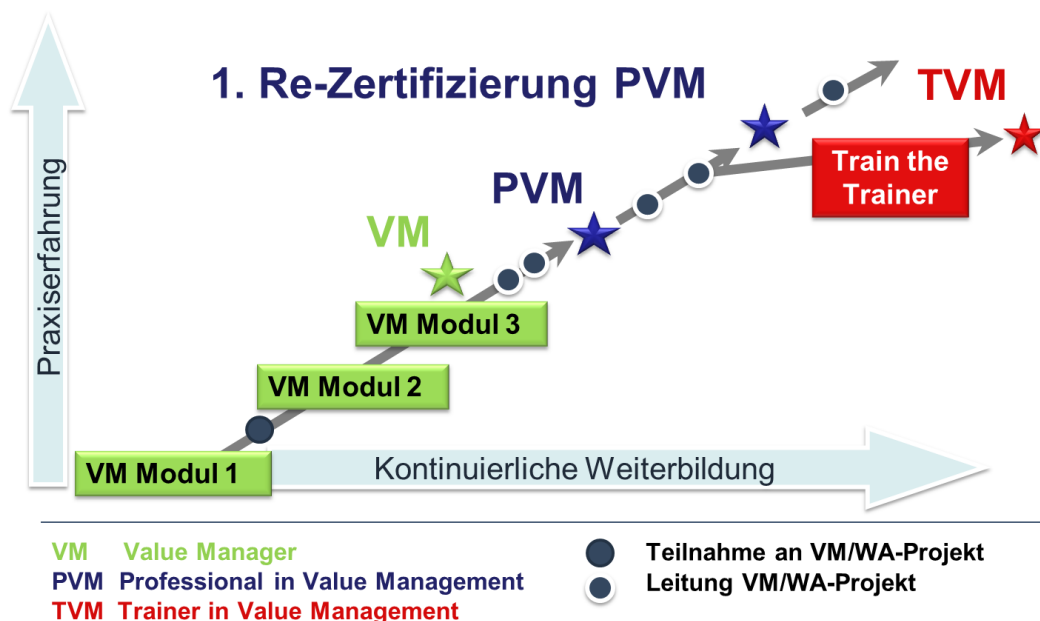 1. Re-Zertifizierung PVM
TVM
Train the
Trainer
PVM
VM
VM Modul 3
VM Modul 2
VM Modul 1
Praxiserfahrung
Kontinuierliche Weiterbildung
VM Value Manager
PVM Professional in Value Management
TVM Trainer in Value Management
Teilnahme an VM/WA-Projekt
Leitung VM/WA-Projekt